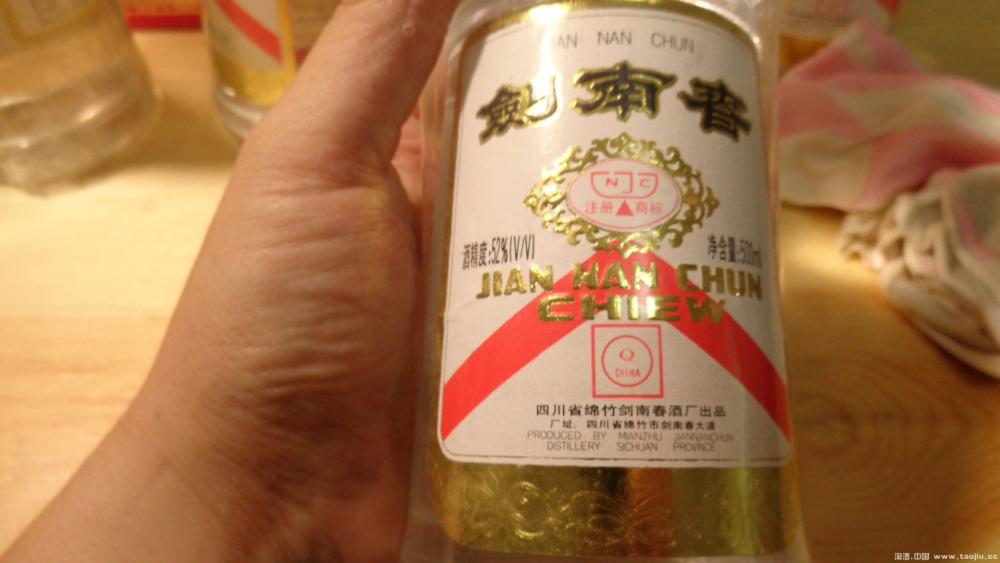 IAN NAN CHUN
劍南春
N J C
注册 商标
酒精度:52%(V/V)
净含量:500ml
JIAN NAN CHUN
CHIEW
Q
CHINA
四川省绵竹剑南春酒厂出品
厂址：四川省绵竹市剑南春大道
PRODUCED BY MIANZHU JIANNANCHUN
DISTILLERY SICHUAN PROVINCE
淘酒.中国 www.taojiu.cc